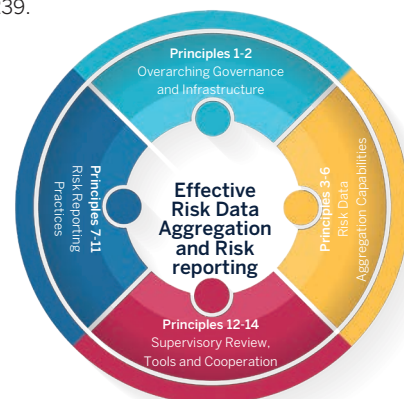 239.
Principles 1-2
Overarching Governance
and Infrastructure
Principles 3-6
Risk Data
Aggregation Capabilities
Effective
Risk Data
Aggregation
and Risk
reporting
Principles 7-11
Risk Reporting
Practices
Principles 12-14
Supervisory Review,
Tools and Cooperation